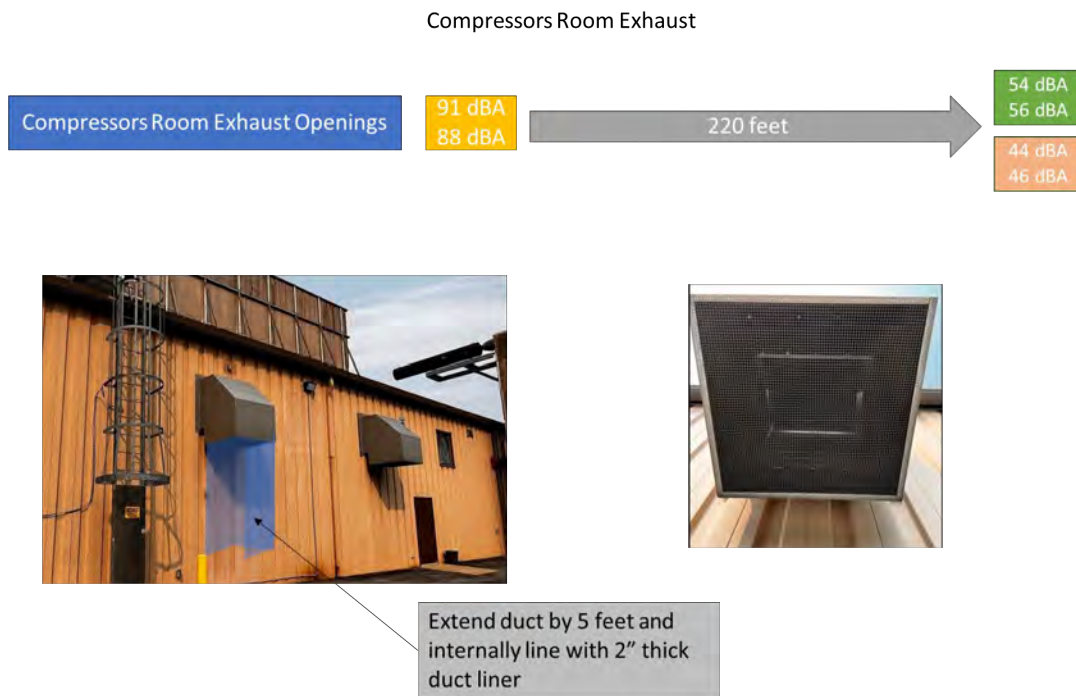 Compressors Room Exhaust
Compressors Room Exhaust Openings
91 dBA
88 dBA
220 feet
54 dBA
56 dBA
44 dBA
46 dBA
Extend duct by 5 feet and
internally line with 2” thick
duct liner